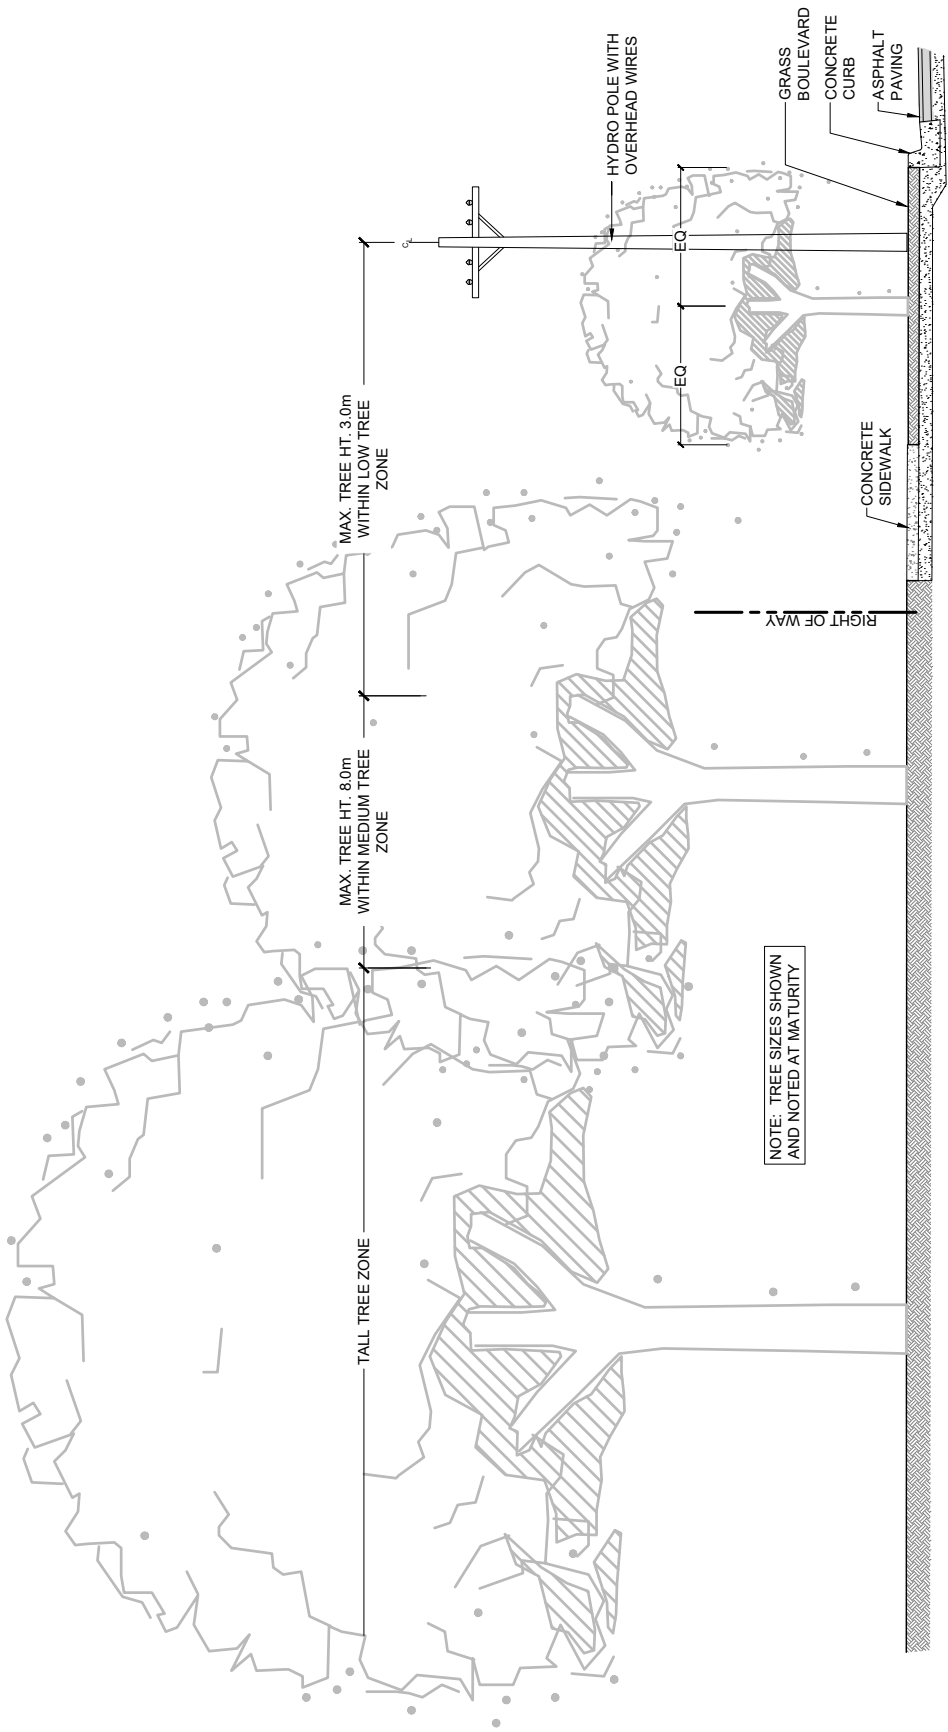 TALL TREE ZONE
MAX. TREE HT. 8.0m
WITHIN MEDIUM TREE
ZONE
MAX. TREE HT. 3.0m
WITHIN LOW TREE
ZONE
CL
HYDRO POLE WITH
OVERHEAD WIRES
EQ
EQ
NOTE: TREE SIZES SHOWN
AND NOTED AT MATURITY
RIGHT OF WAY
CONCRETE
SIDEWALK
GRASS
BOULEVARD
CONCRETE
CURB
ASPHALT
PAVING